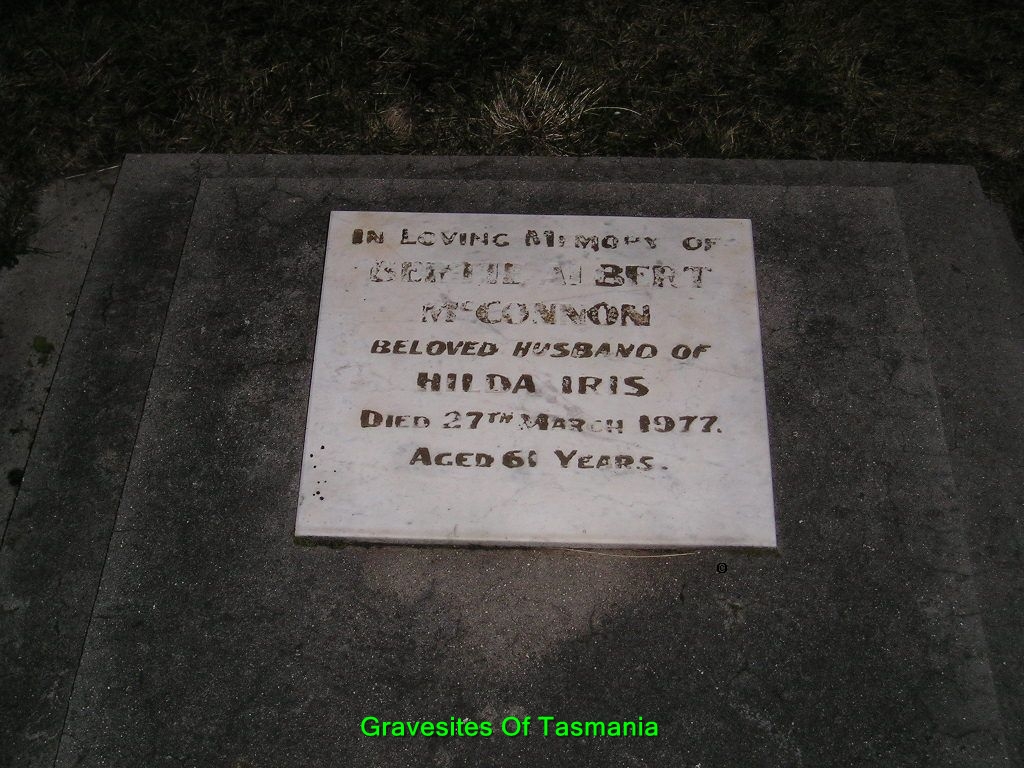 IN LOVING MEMORY OF
ALBERT
McCONNON
BELOVED HUSBAND OF
HILDA IRIS
DIED 27TH MARCH 1977.
AGED 61 YEARS.
Gravesites Of Tasmania